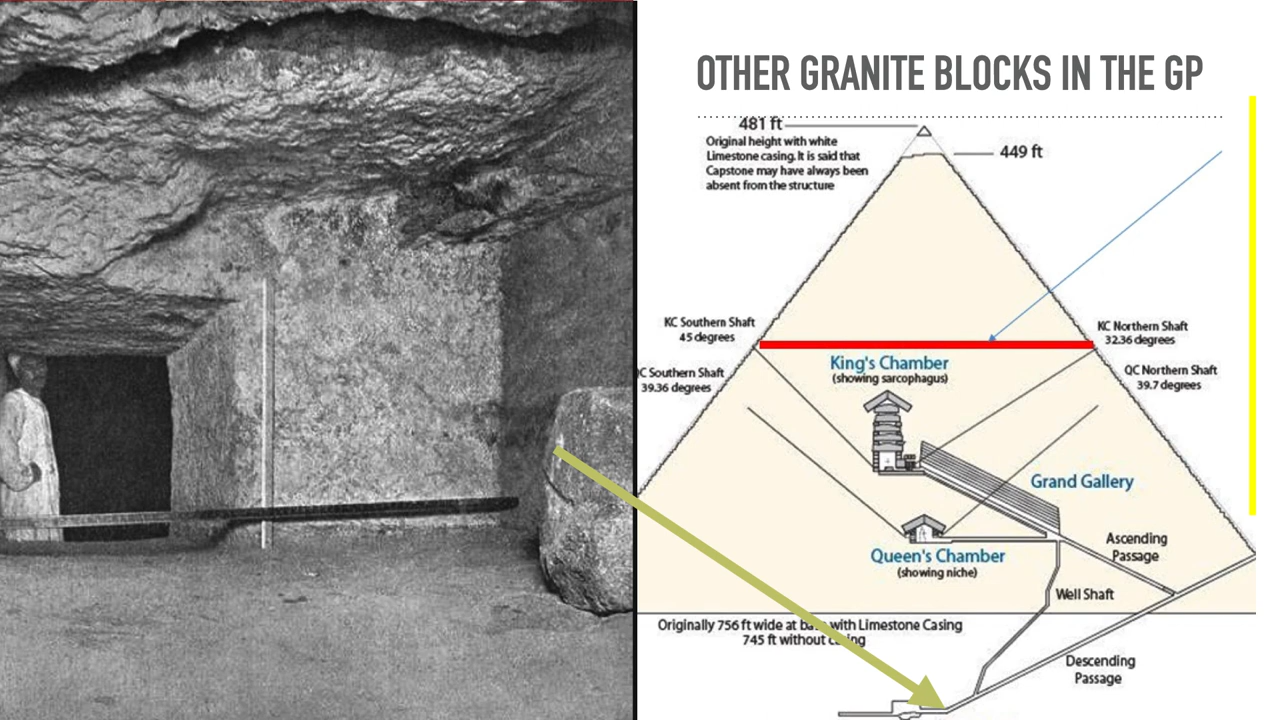 OTHER GRANITE BLOCKS IN THE GP
481 ft
Original height with white
Limestone casing. It is said that
Capstone may have always been
absent from the structure
449 ft
KC Southern Shaft
45 degrees
KC Northern Shaft
32.36 degrees
King's Chamber
(showing sarcophagus)
C Southern Shaft
39.36 degrees
QC Northern Shaft
39.7 degrees
Grand Gallery
Ascending
Passage
Queen's Chamber
(showing niche)
Well Shaft
Originally 756 ft wide at with Limestone Casing
745 ft without
Descending
Passage